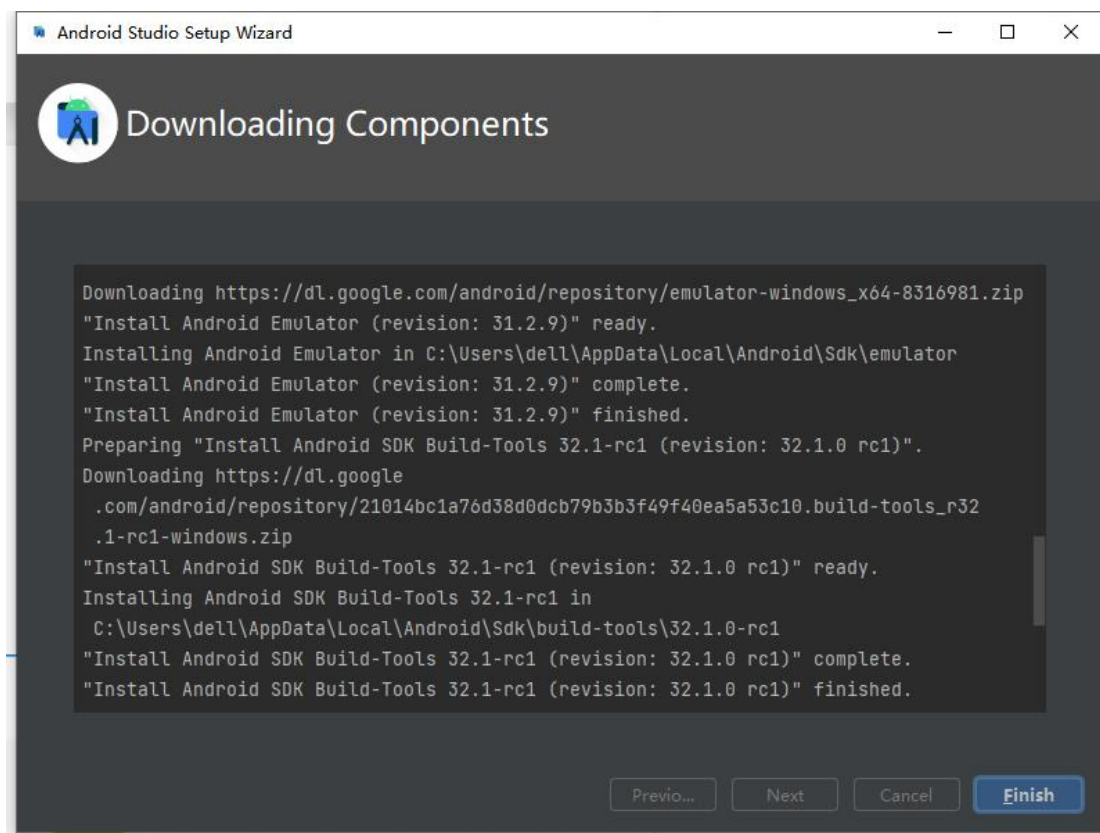 Android Studio Setup Wizard
Downloading Components
Downloading https://dl.google.com/android/repository/emulator-windows_x64-8316981.zip
"Install Android Emulator (revision: 31.2.9)" ready.
Installing Android Emulator in C:\Users\dell\AppData\Local\Android\Sdk\emulator
"Install Android Emulator (revision: 31.2.9)" complete.
"Install Android Emulator (revision: 31.2.9)" finished.
Preparing "Install Android SDK Build-Tools 32.1-rc1 (revision: 32.1.0 rc1)".
Downloading https://dl.google
.com/android/repository/21014bc1a76d38d0dcb79b3b3f49f40ea5a53c10.build-tools_r32
.1-rc1-windows.zip
"Install Android SDK Build-Tools 32.1-rc1 (revision: 32.1.0 rc1)" ready.
Installing Android SDK Build-Tools 32.1-rc1 in
C:\Users\dell\AppData\Local\Android\Sdk\build-tools\32.1.0-rc1
"Install Android SDK Build-Tools 32.1-rc1 (revision: 32.1.0 rc1)" complete.
"Install Android SDK Build-Tools 32.1-rc1 (revision: 32.1.0 rc1)" finished.
Previo... Next Cancel Finish